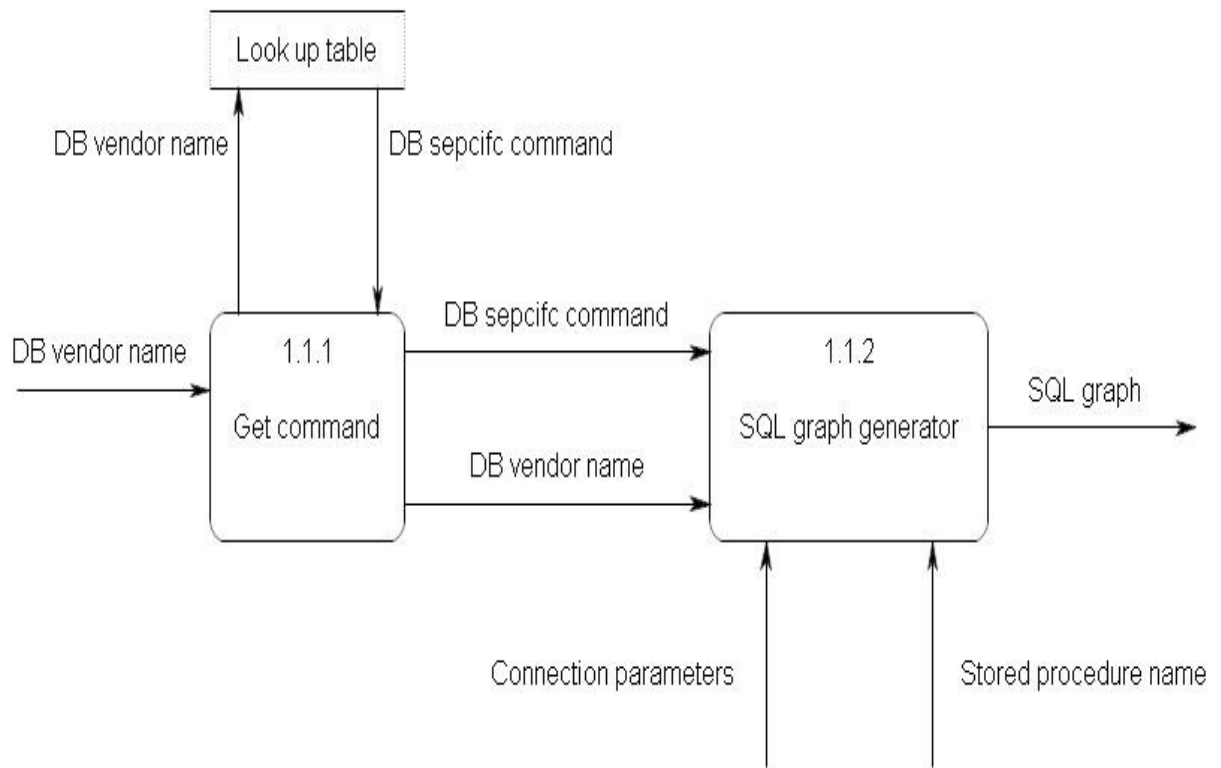 Look up table
DB vendor name
DB sepcifc command
DB sepcifc command
DB vendor name
1.1.1
Get command
1.1.2
SQL graph generator
SQL graph
DB vendor name
Connection parameters
Stored procedure name